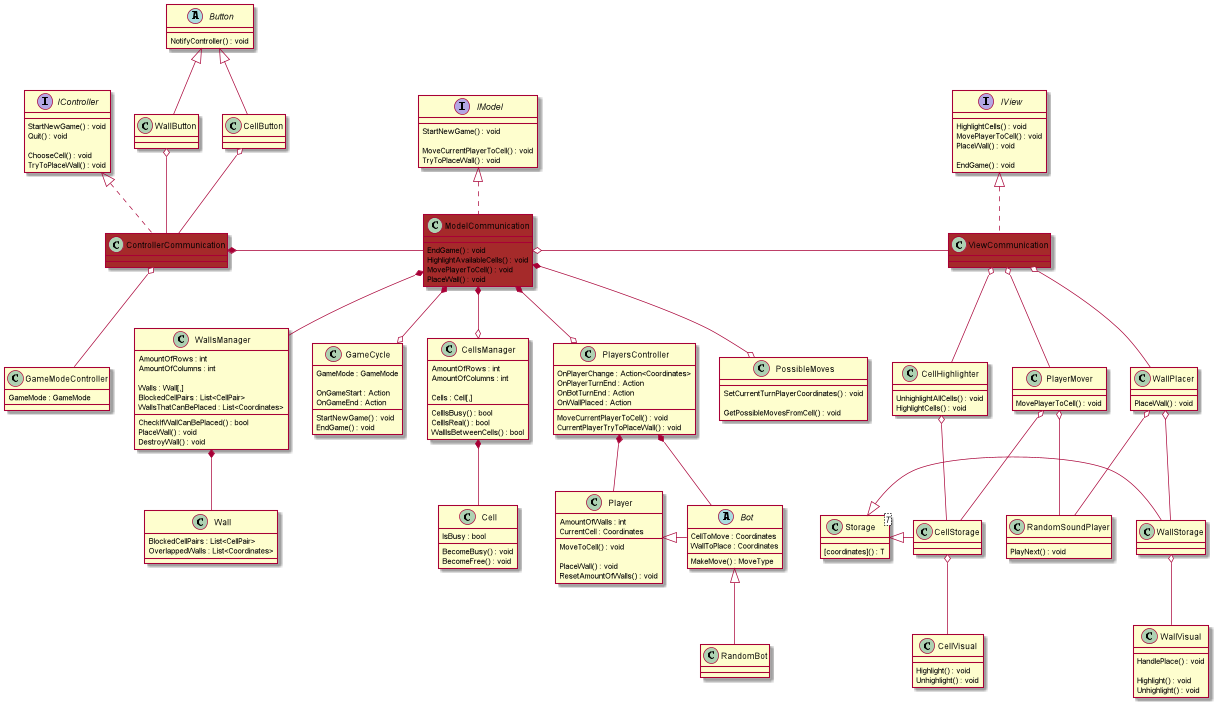 A Button
NotifyController() : void
I IController
StartNewGame() : void
Quit() : void
ChooseCell() : void
TryToPlaceWall() : void
C WallButton
C CellButton
I IModel
StartNewGame() : void
MoveCurrentPlayerToCell() : void
TryToPlaceWall() : void
I IView
HighlightCells() : void
MovePlayerToCell() : void
PlaceWall() : void
EndGame() : void
C ControllerCommunication
C ModelCommunication
EndGame() : void
HighlightAvailableCells() : void
MovePlayerToCell() : void
PlaceWall() : void
C ViewCommunication
C GameModeController
GameMode : GameMode
C WallsManager
AmountOfRows : int
AmountOfColumns : int
Walls : Wall[,]
BlockedCellPairs : List<CellPair>
WallsThatCanBePlaced : List<Coordinates>
CheckIfWallCanBePlaced() : bool
PlaceWall() : void
DestroyWall() : void
C GameCycle
GameMode : GameMode
OnGameStart : Action
OnGameEnd : Action
StartNewGame() : void
EndGame() : void
C CellsManager
AmountOfRows : int
AmountOfColumns : int
Cells : Cell[,]
CellIsBusy() : bool
CellIsReal() : bool
WallIsBetweenCells() : bool
C PlayersController
OnPlayerChange : Action<Coordinates>
OnPlayerTurnEnd : Action
OnBotTurnEnd : Action
OnWallPlaced : Action
MoveCurrentPlayerToCell() : void
CurrentPlayerTryToPlaceWall() : void
C PossibleMoves
SetCurrentTurnPlayerCoordinates() : void
GetPossibleMovesFromCell() : void
C CellHighlighter
UnhighlightAllCells() : void
HighlightCells() : void
C PlayerMover
MovePlayerToCell() : void
C WallPlacer
PlaceWall() : void
C Wall
BlockedCellPairs : List<CellPair>
OverlappedWalls : List<Coordinates>
C Cell
IsBusy : bool
BecomeBusy() : void
BecomeFree() : void
C Player
AmountOfWalls : int
CurrentCell : Coordinates
MoveToCell() : void
PlaceWall() : void
ResetAmountOfWalls() : void
A Bot
CellToMove : Coordinates
WallToPlace : Coordinates
MakeMove() : MoveType
C Storage
T
[coordinates]() : T
C CellStorage
C RandomSoundPlayer
PlayNext() : void
C WallStorage
C RandomBot
C CellVisual
Highlight() : void
Unhighlight() : void
C WallVisual
HandlePlace() : void
Highlight() : void
Unhighlight() : void